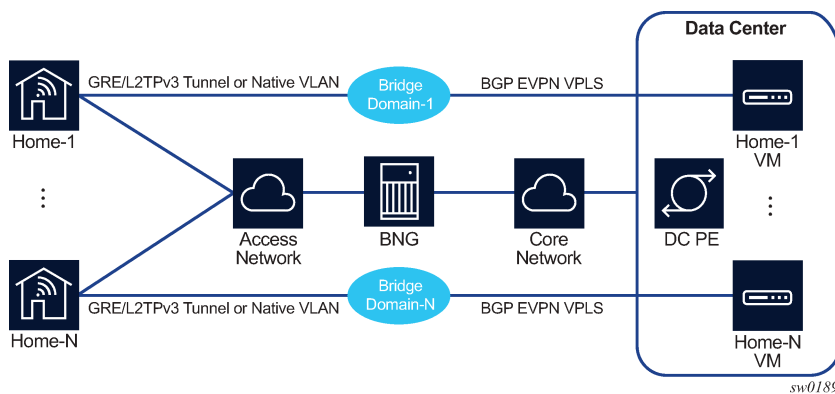 Data Center
GRE/L2TPv3 Tunnel or Native VLAN
Bridge
Domain-1
BGP EVPN VPLS
Home-1
Home-1
VM
Access
Network
BNG
Core
Network
DC PE
GRE/L2TPv3 Tunnel or Native VLAN
Bridge
Domain-N
BGP EVPN VPLS
Home-N
Home-N
VM
sw0189